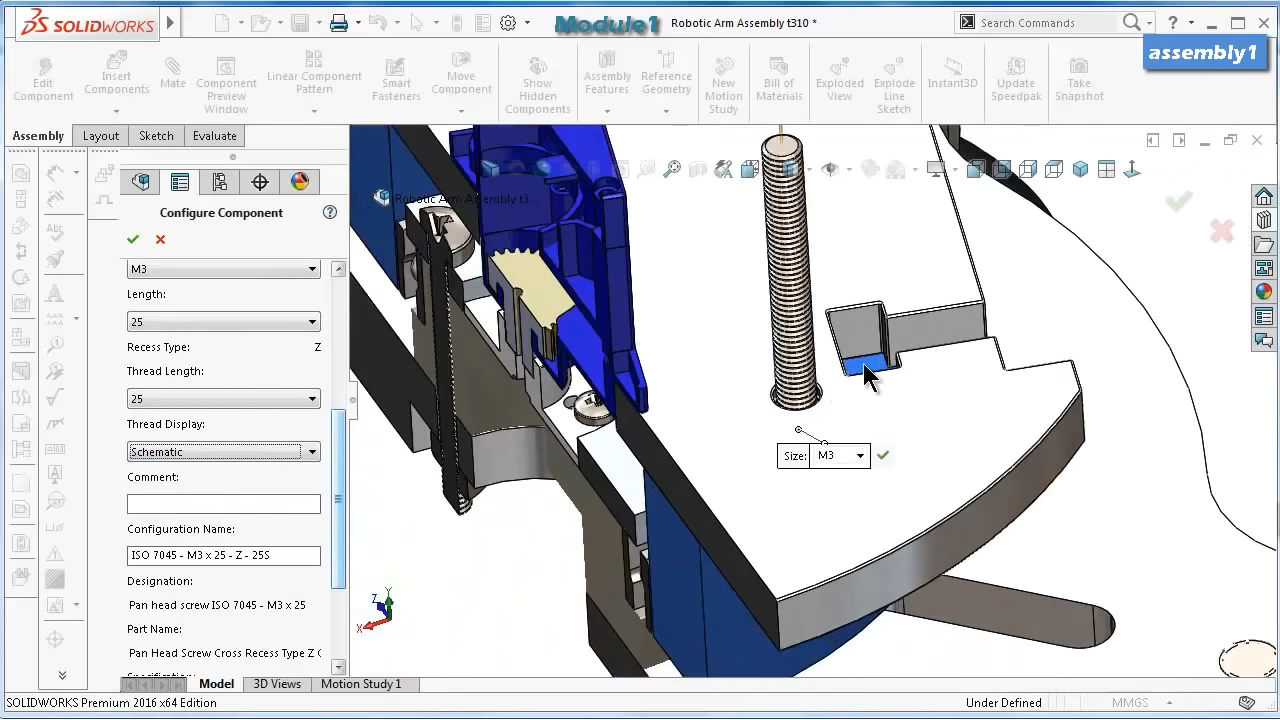 SOLIDWORKS
Module1
Robotic Arm Assembly t310 *
Search Commands
?
assembly1
Edit Component
Insert Components
Mate
Component Preview Window
Linear Component Pattern
Smart Fasteners
Move Component
Show Hidden Components
Assembly Features
Reference Geometry
New Motion Study
Bill of Materials
Exploded View
Explode Line Sketch
Instant3D
Update Speedpak
Take Snapshot
Assembly
Layout
Sketch
Evaluate
Robotic Arm Assembly t3...
Configure Component
?
M3
Length:
25
Recess Type: Z
Thread Length:
25
Thread Display:
Schematic
Comment:
Configuration Name:
ISO 7045 - M3 x 25 - Z - 25S
Designation:
Pan head screw ISO 7045 - M3 x 25
Part Name:
Pan Head Screw Cross Recess Type Z
Size: M3
Abc
Y
Z
X
Model
3D Views
Motion Study 1
SOLIDWORKS Premium 2016 x64 Edition
Under Defined
MMGS